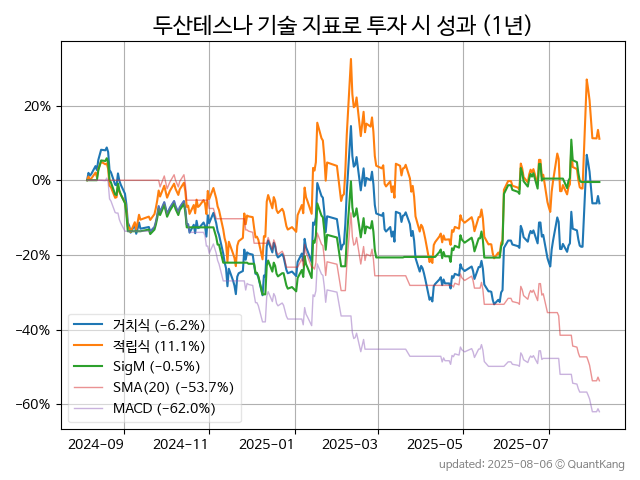 두산테스나 기술 지표로 투자 시 성과 (1년)
20%
0%
−20%
−40%
−60%
거치식 (−6.2%)
적립식 (11.1%)
SigM (−0.5%)
SMA(20) (−53.7%)
MACD (−62.0%)
2024-09 2024-11 2025-01 2025-03 2025-05 2025-07
updated: 2025-08-06 © QuantKang